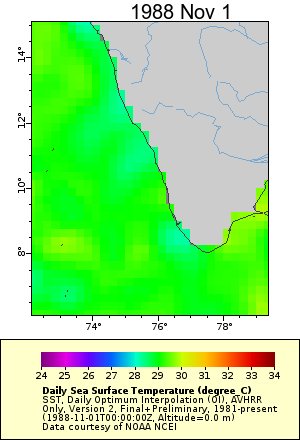 1988 Nov 1
14°
12°
10°
8°
74° 76° 78°
24 25 26 27 28 29 30 31 32 33 34
Daily Sea Surface Temperature (degree_C)
SST, Daily Optimum Interpolation (OI), AVHRR
Only, Version 2, Final+Preliminary, 1981-present
(1988-11-01T00:00:00Z, Altitude=0.0 m)
Data courtesy of NOAA NCEI